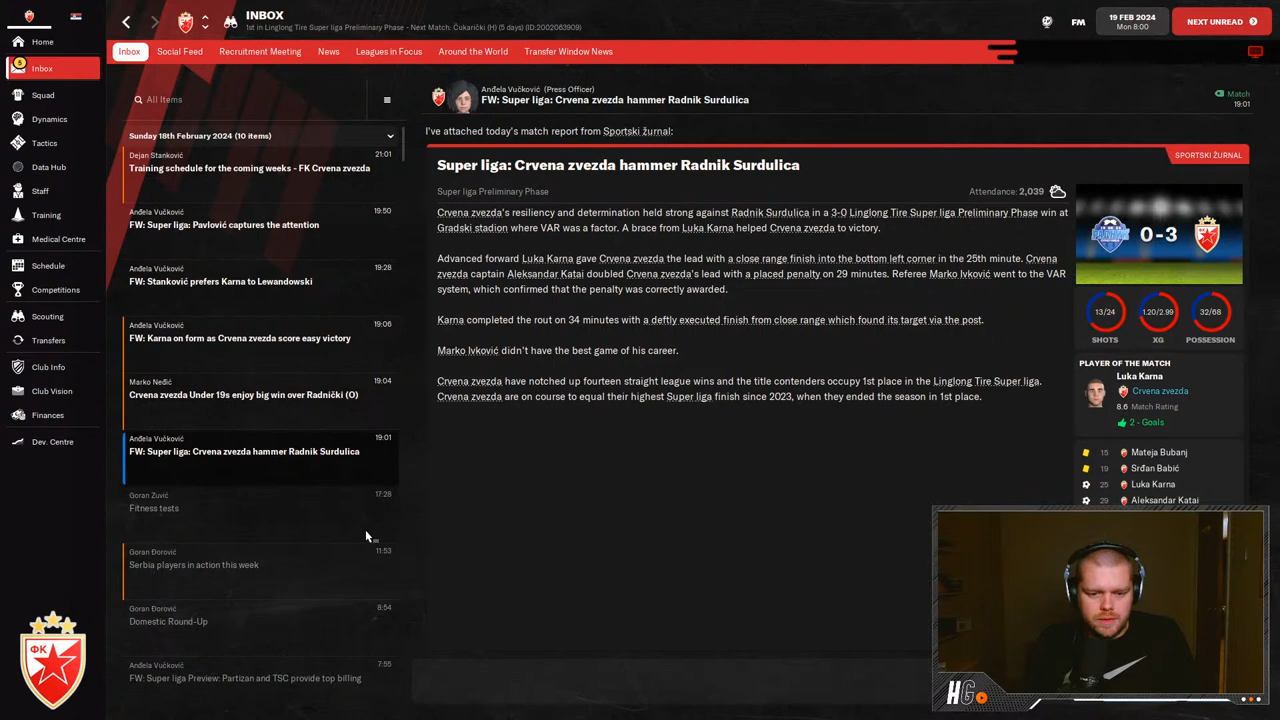 INBOX
1st in Linglong Tire Super liga Preliminary Phase - Next Match: Čukarički (H) (5 days) (ID:2002063909)
FM
19 FEB 2024
Mon 8:00
NEXT UNREAD
Home
5
Inbox
Squad
Dynamics
Tactics
Data Hub
Staff
Training
Medical Centre
Schedule
Competitions
Scouting
Transfers
Club Info
Club Vision
Finances
Dev. Centre
Inbox Social Feed Recruitment Meeting News Leagues in Focus Around the World Transfer Window News
All Items
Sunday 18th February 2024 (10 items)
Dejan Stanković 21:01
Training schedule for the coming weeks - FK Crvena zvezda
Anđela Vučković 19:50
FW: Super liga: Pavlović captures the attention
Anđela Vučković 19:28
FW: Stanković prefers Karna to Lewandowski
Anđela Vučković 19:06
FW: Karna on form as Crvena zvezda score easy victory
Marko Neđić 19:04
Crvena zvezda Under 19s enjoy big win over Radnički (O)
Anđela Vučković 19:01
FW: Super liga: Crvena zvezda hammer Radnik Surdulica
Goran Zuvić 17:28
Fitness tests
Goran Đorović 11:53
Serbia players in action this week
Goran Đorović 8:54
Domestic Round-Up
Anđela Vučković 7:55
FW: Super liga Preview: Partizan and TSC provide top billing
Anđela Vučković (Press Officer)
FW: Super liga: Crvena zvezda hammer Radnik Surdulica
Match
19:01
I've attached today's match report from Sportski žurnal:
Super liga: Crvena zvezda hammer Radnik Surdulica
SPORTSKI ŽURNAL
Super liga Preliminary Phase
Attendance: 2,039
Crvena zvezda's resiliency and determination held strong against Radnik Surdulica in a 3-0 Linglong Tire Super liga Preliminary Phase win at
Gradski stadion where VAR was a factor. A brace from Luka Karna helped Crvena zvezda to victory.
Advanced forward Luka Karna gave Crvena zvezda the lead with a close range finish into the bottom left corner in the 25th minute. Crvena
zvezda captain Aleksandar Katai doubled Crvena zvezda's lead with a placed penalty on 29 minutes. Referee Marko Ivković went to the VAR
system, which confirmed that the penalty was correctly awarded.
Karna completed the rout on 34 minutes with a deftly executed finish from close range which found its target via the post.
Marko Ivković didn't have the best game of his career.
Crvena zvezda have notched up fourteen straight league wins and the title contenders occupy 1st place in the Linglong Tire Super liga.
Crvena zvezda are on course to equal their highest Super liga finish since 2023, when they ended the season in 1st place.
0-3
13/24 1.20/2.99 32/68
SHOTS XG POSSESSION
PLAYER OF THE MATCH
Luka Karna
Crvena zvezda
8.6 Match Rating
2 - Goals
15 Mateja Bubanj
19 Srđan Babić
25 Luka Karna
29 Aleksandar Katai
ФК
HG